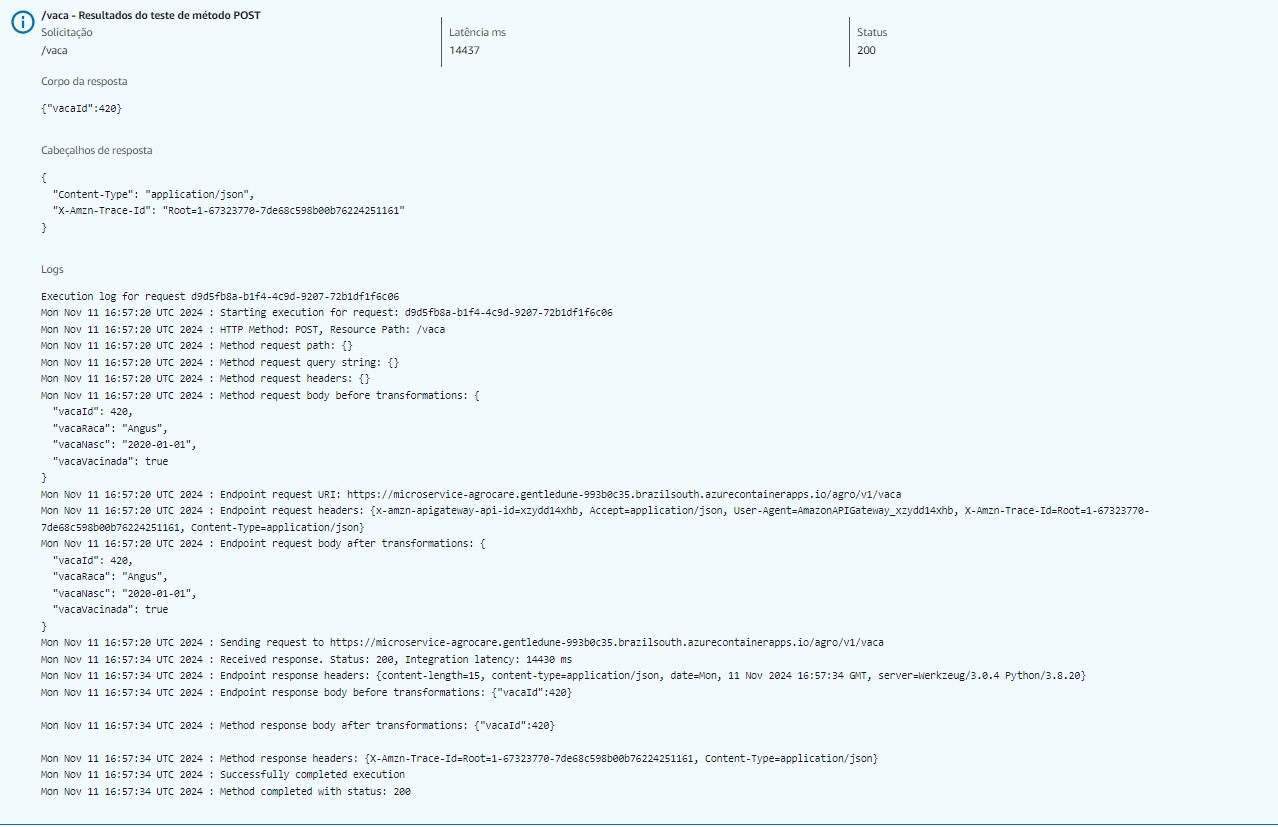 /vaca - Resultados do teste de método POST
Solicitação
/vaca
Latência ms
14437
Status
200
Corpo da resposta
{"vacaId":420}
Cabeçalhos de resposta
{
  "Content-Type": "application/json",
  "X-Amzn-Trace-Id": "Root=1-67323770-7de68c598b00b76224251161"
}
Logs
Execution log for request d9d5fb8a-b1f4-4c9d-9207-72b1df1f6c06
Mon Nov 11 16:57:20 UTC 2024 : Starting execution for request: d9d5fb8a-b1f4-4c9d-9207-72b1df1f6c06
Mon Nov 11 16:57:20 UTC 2024 : HTTP Method: POST, Resource Path: /vaca
Mon Nov 11 16:57:20 UTC 2024 : Method request path: {}
Mon Nov 11 16:57:20 UTC 2024 : Method request query string: {}
Mon Nov 11 16:57:20 UTC 2024 : Method request headers: {}
Mon Nov 11 16:57:20 UTC 2024 : Method request body before transformations: {
  "vacaId": 420,
  "vacaRaca": "Angus",
  "vacaNasc": "2020-01-01",
  "vacaVacinada": true
}
Mon Nov 11 16:57:20 UTC 2024 : Endpoint request URI: https://microservice-agrocare.gentledune-993b0c35.brazilsouth.azurecontainerapps.io/agro/v1/vaca
Mon Nov 11 16:57:20 UTC 2024 : Endpoint request headers: {x-amzn-apigateway-api-id=xzydd14xhb, Accept=application/json, User-Agent=AmazonAPIGateway_xzydd14xhb, X-Amzn-Trace-Id=Root=1-67323770-
7de68c598b00b76224251161, Content-Type=application/json}
Mon Nov 11 16:57:20 UTC 2024 : Endpoint request body after transformations: {
  "vacaId": 420,
  "vacaRaca": "Angus",
  "vacaNasc": "2020-01-01",
  "vacaVacinada": true
}
Mon Nov 11 16:57:20 UTC 2024 : Sending request to https://microservice-agrocare.gentledune-993b0c35.brazilsouth.azurecontainerapps.io/agro/v1/vaca
Mon Nov 11 16:57:34 UTC 2024 : Received response. Status: 200, Integration latency: 14430 ms
Mon Nov 11 16:57:34 UTC 2024 : Endpoint response headers: {content-length=15, content-type=application/json, date=Mon, 11 Nov 2024 16:57:34 GMT, server=Werkzeug/3.0.4 Python/3.8.20}
Mon Nov 11 16:57:34 UTC 2024 : Endpoint response body before transformations: {"vacaId":420}
Mon Nov 11 16:57:34 UTC 2024 : Method response body after transformations: {"vacaId":420}
Mon Nov 11 16:57:34 UTC 2024 : Method response headers: {X-Amzn-Trace-Id=Root=1-67323770-7de68c598b00b76224251161, Content-Type=application/json}
Mon Nov 11 16:57:34 UTC 2024 : Successfully completed execution
Mon Nov 11 16:57:34 UTC 2024 : Method completed with status: 200